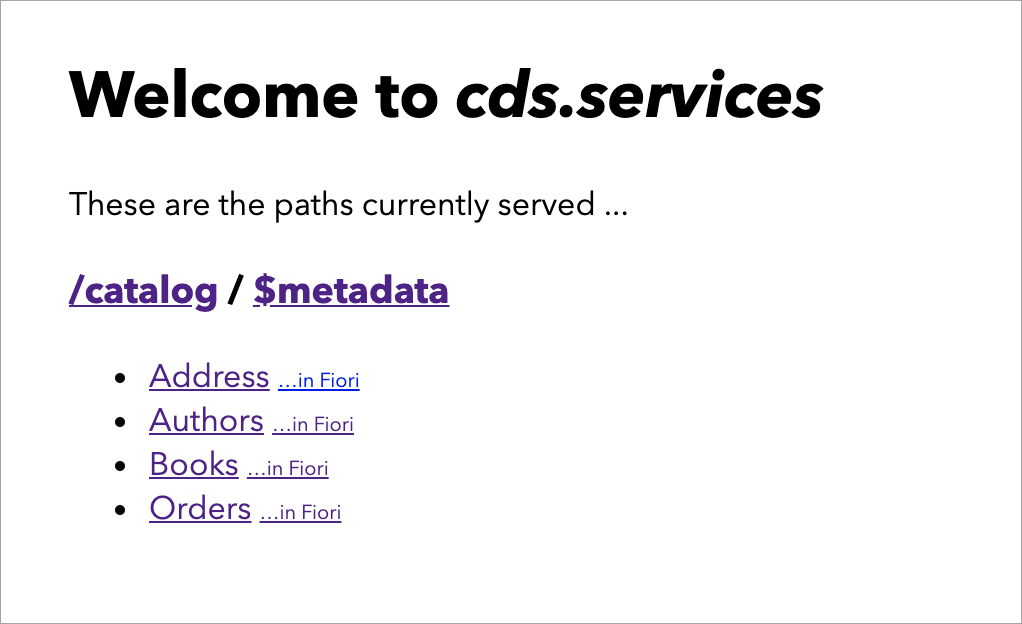 Welcome to cds.services
These are the paths currently served ...
/catalog / $metadata
Address ...in Fiori
Authors ...in Fiori
Books ...in Fiori
Orders ...in Fiori